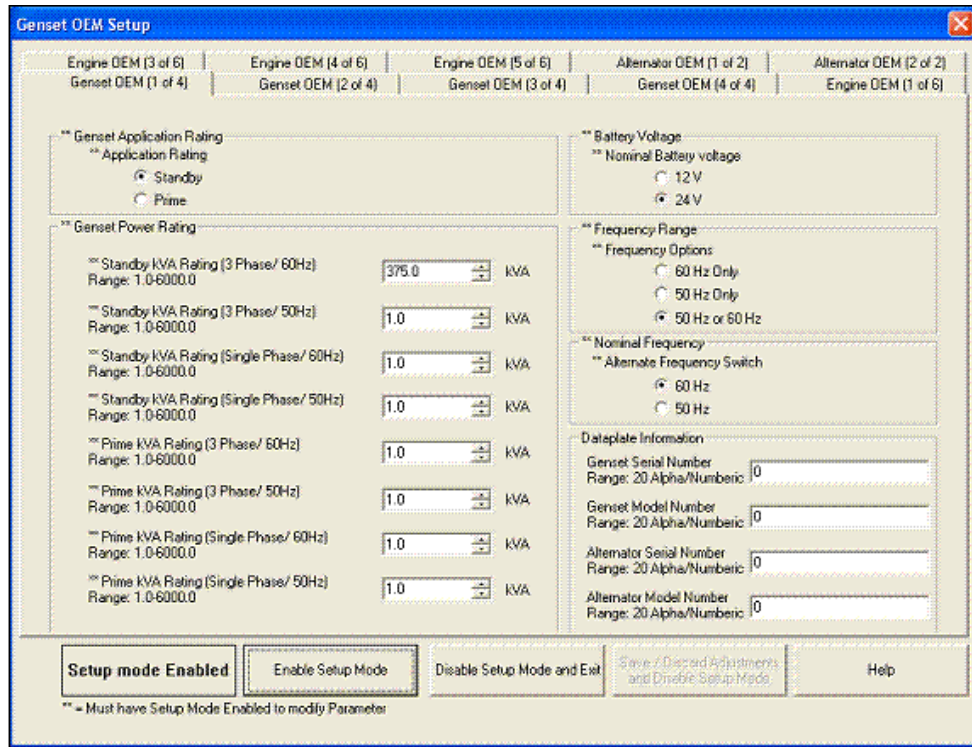 Genset OEM Setup
Engine OEM (3 of 6) Engine OEM (4 of 6) Engine OEM (5 of 6) Alternator OEM (1 of 2) Alternator OEM (2 of 2)
Genset OEM (1 of 4) Genset OEM (2 of 4) Genset OEM (3 of 4) Genset OEM (4 of 4) Engine OEM (1 of 6)
** Genset Application Rating
** Application Rating
Standby
Prime
** Genset Power Rating
** Standby kVA Rating (3 Phase/ 60Hz)
Range: 1.0-6000.0
375.0 kVA
** Standby kVA Rating (3 Phase/ 50Hz)
Range: 1.0-6000.0
1.0 kVA
** Standby kVA Rating (Single Phase/ 60Hz)
Range: 1.0-6000.0
1.0 kVA
** Standby kVA Rating (Single Phase/ 50Hz)
Range: 1.0-6000.0
1.0 kVA
** Prime kVA Rating (3 Phase/ 60Hz)
Range: 1.0-6000.0
1.0 kVA
** Prime kVA Rating (3 Phase/ 50Hz)
Range: 1.0-6000.0
1.0 kVA
** Prime kVA Rating (Single Phase/ 60Hz)
Range: 1.0-6000.0
1.0 kVA
** Prime kVA Rating (Single Phase/ 50Hz)
Range: 1.0-6000.0
1.0 kVA
** Battery Voltage
** Nominal Battery voltage
12 V
24 V
** Frequency Range
** Frequency Options
60 Hz Only
50 Hz Only
50 Hz or 60 Hz
** Nominal Frequency
** Alternate Frequency Switch
60 Hz
50 Hz
Dataplate Information
Genset Serial Number
Range: 20 Alpha/Numberic 0
Genset Model Number
Range: 20 Alpha/Numberic 0
Alternator Serial Number
Range: 20 Alpha/Numberic 0
Alternator Model Number
Range: 20 Alpha/Numberic 0
Setup mode Enabled
Enable Setup Mode
Disable Setup Mode and Exit
Save / Discard Adjustments
and Disable Setup Mode
Help
** = Must have Setup Mode Enabled to modify Parameter